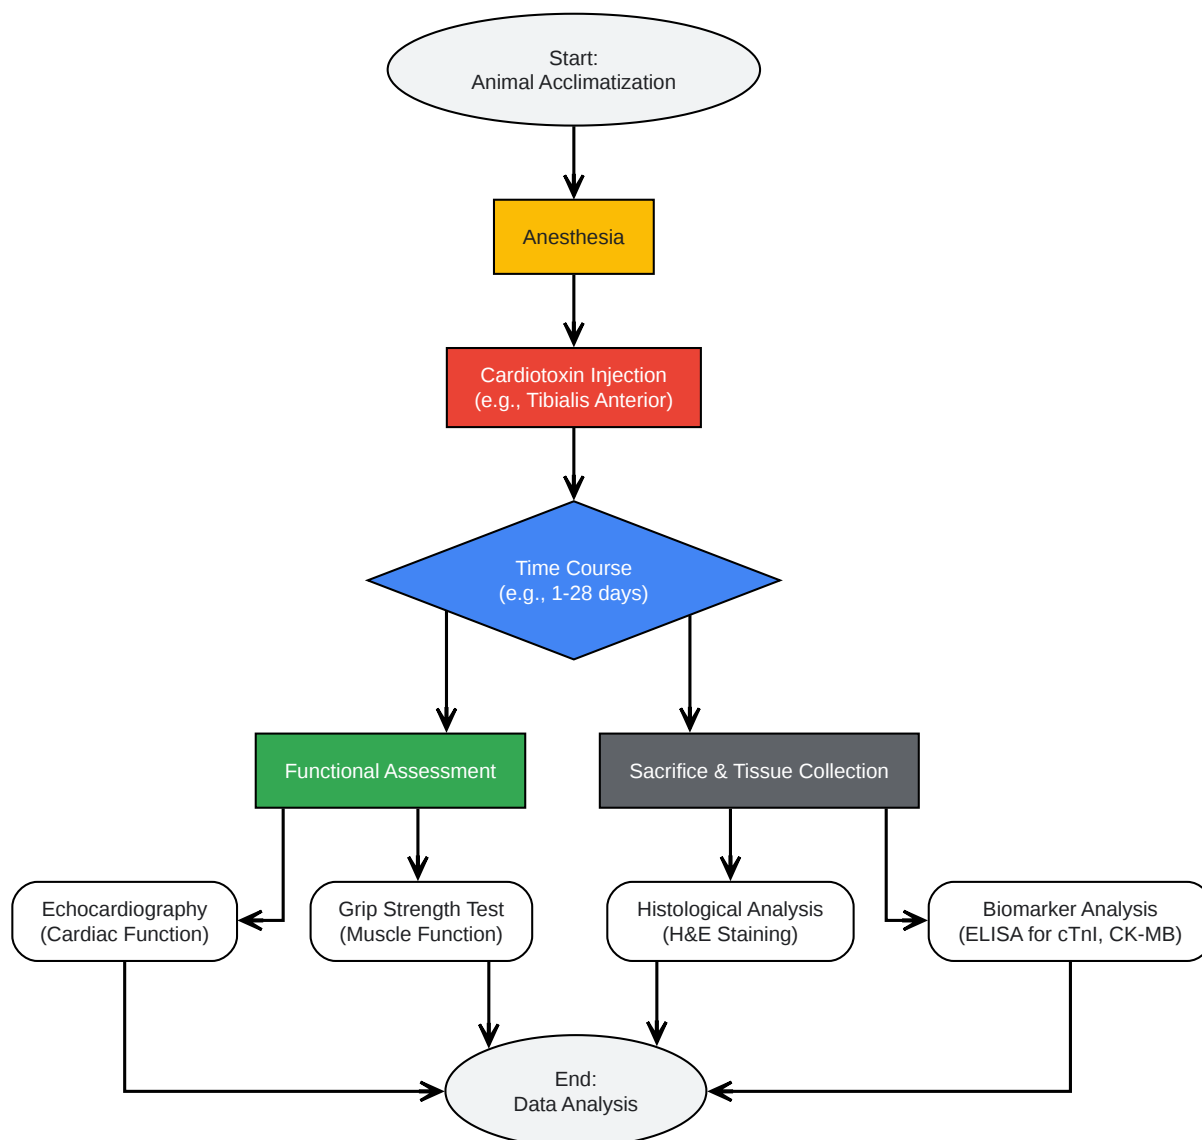 Start:
Animal Acclimatization
Anesthesia
Cardiotoxin Injection
(e.g., Tibialis Anterior)
Time Course
(e.g., 1-28 days)
Functional Assessment
Sacrifice & Tissue Collection
Echocardiography
(Cardiac Function)
Grip Strength Test
(Muscle Function)
Histological Analysis
(H&E Staining)
Biomarker Analysis
(ELISA for cTnI, CK-MB)
End:
Data Analysis